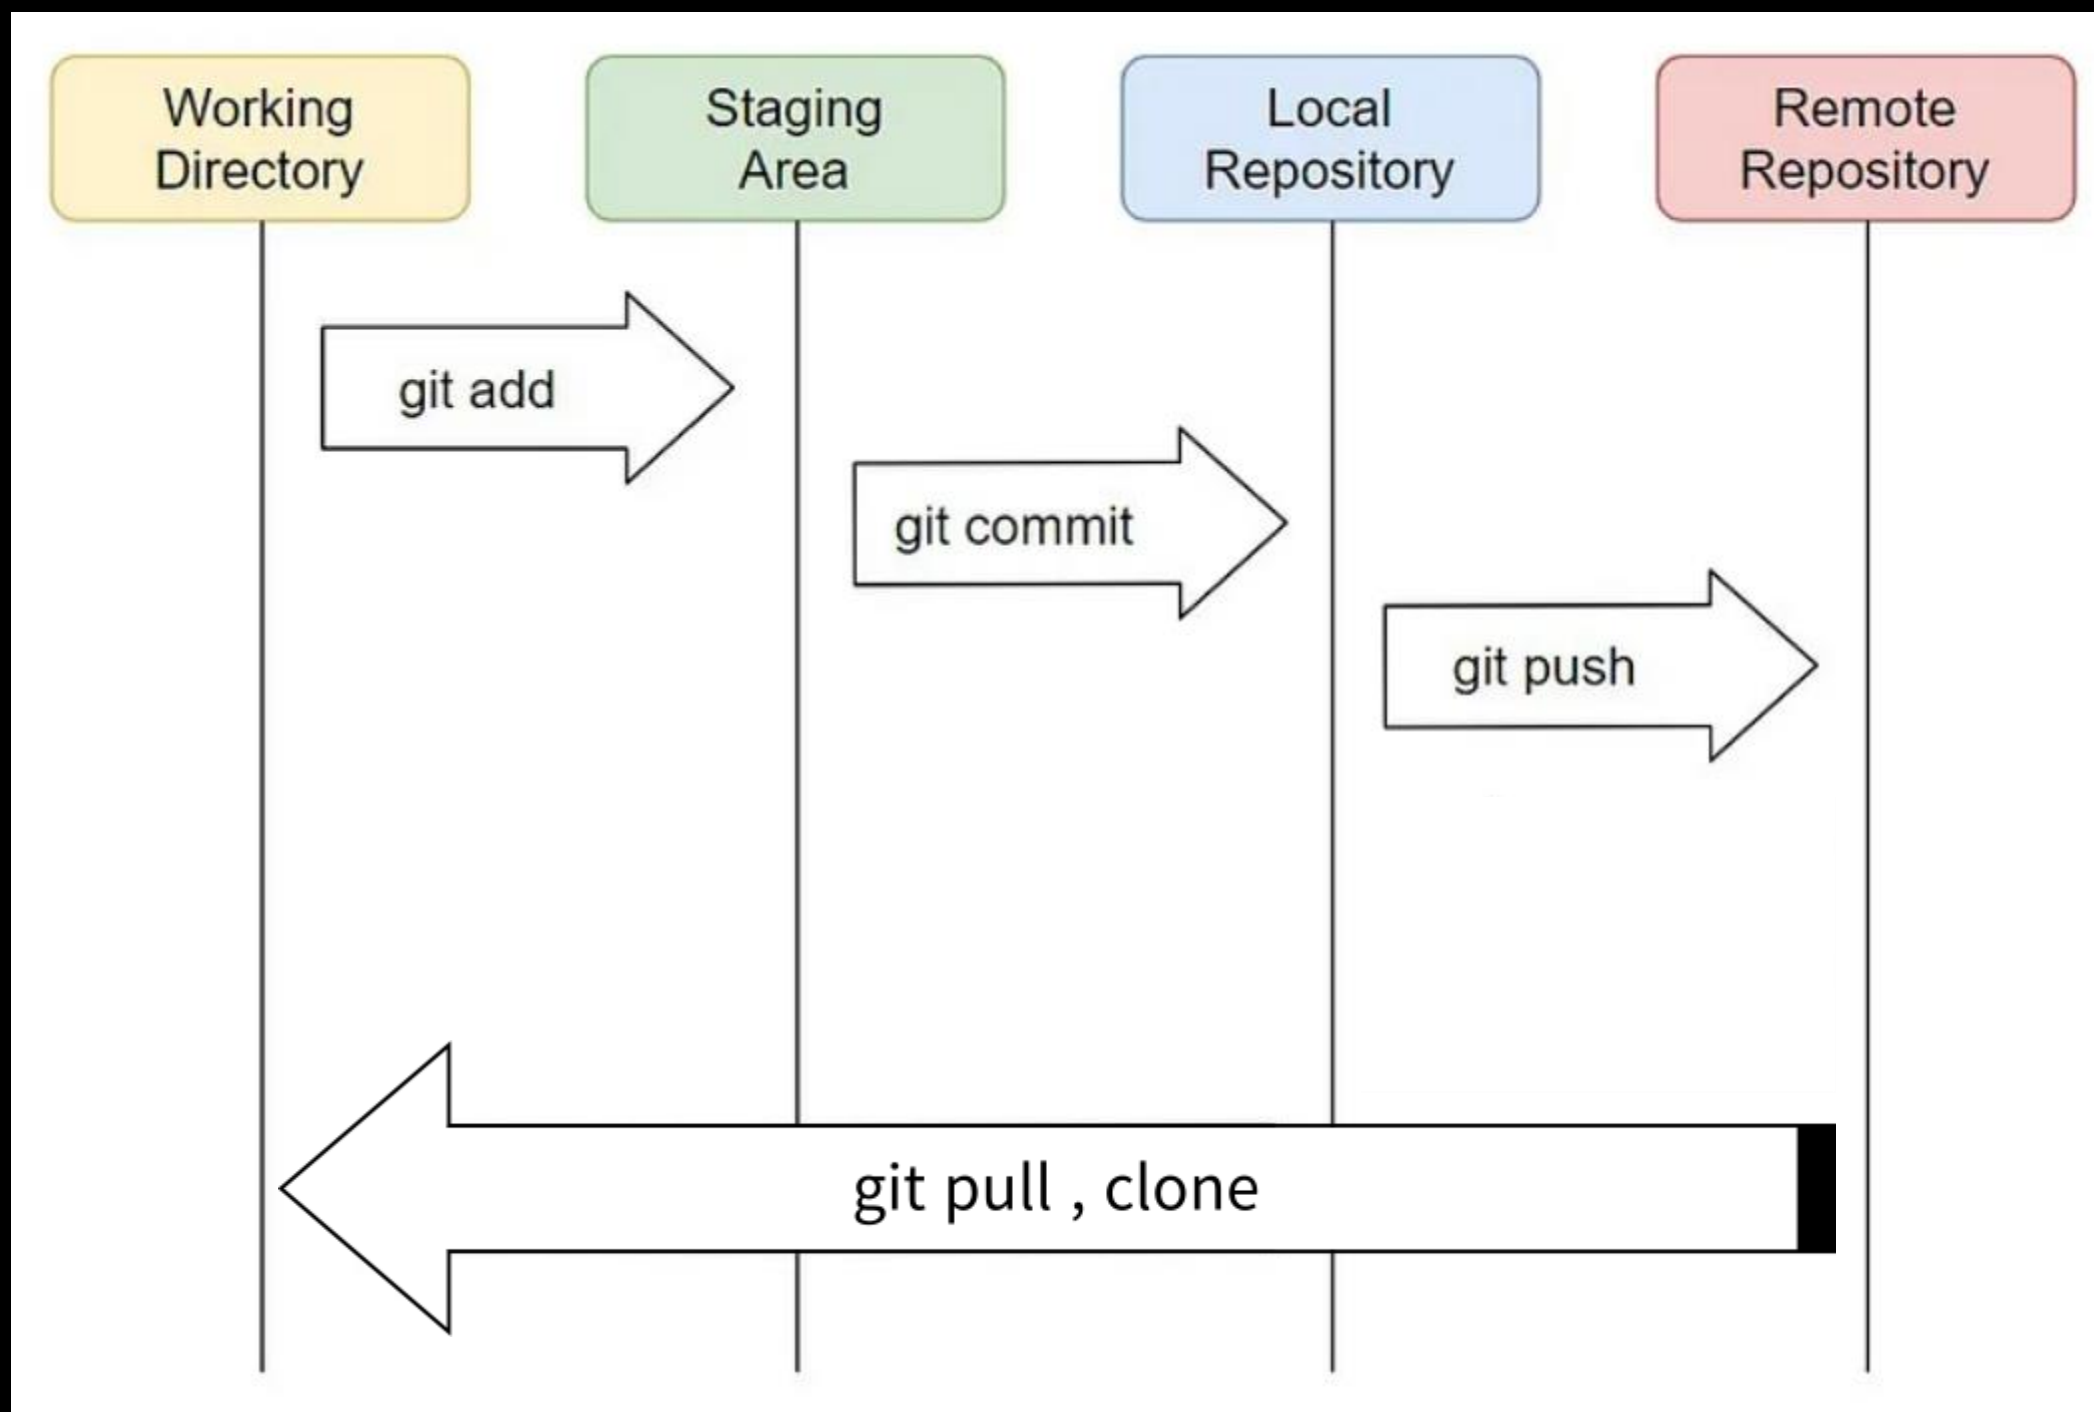 Working
Directory
Staging
Area
Local
Repository
Remote
Repository
git add
git commit
git push
git pull , clone